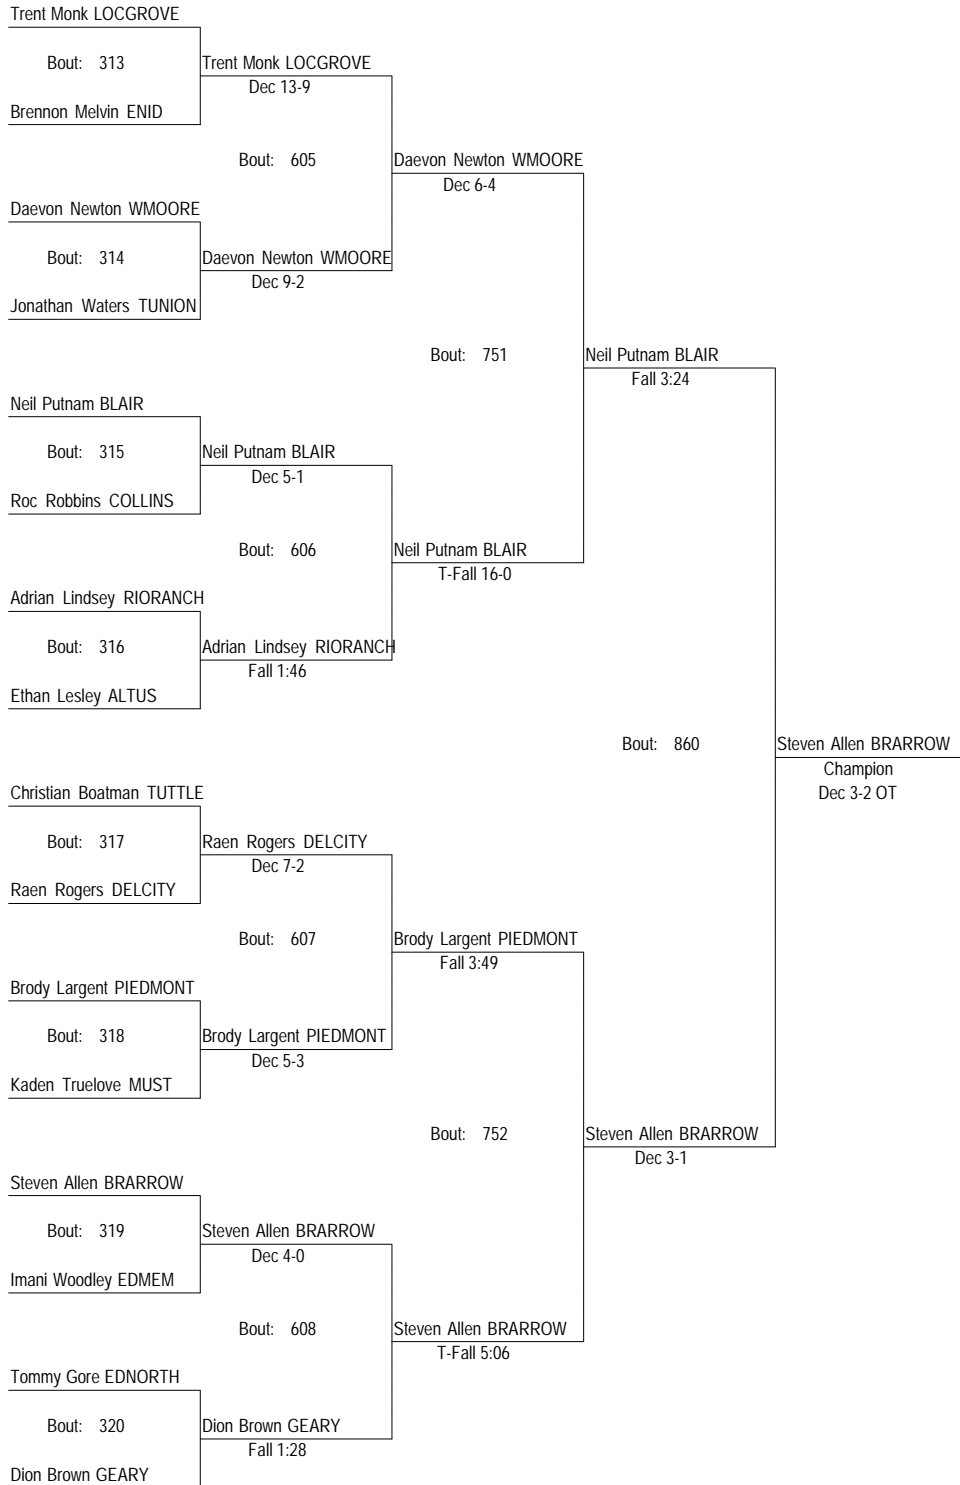 Trent Monk LOCGROVE
Bout: 313
Trent Monk LOCGROVE
Dec 13-9
Brennon Melvin ENID
Bout: 605
Daevon Newton WMOORE
Dec 6-4
Daevon Newton WMOORE
Bout: 314
Daevon Newton WMOORE
Dec 9-2
Jonathan Waters TUNION
Bout: 751
Neil Putnam BLAIR
Fall 3:24
Neil Putnam BLAIR
Bout: 315
Neil Putnam BLAIR
Dec 5-1
Roc Robbins COLLINS
Bout: 606
Neil Putnam BLAIR
T-Fall 16-0
Adrian Lindsey RIORANCH
Bout: 316
Adrian Lindsey RIORANCH
Fall 1:46
Ethan Lesley ALTUS
Bout: 860
Steven Allen BRARROW
Champion
Dec 3-2 OT
Christian Boatman TUTTLE
Bout: 317
Raen Rogers DELCITY
Dec 7-2
Raen Rogers DELCITY
Bout: 607
Brody Largent PIEDMONT
Fall 3:49
Brody Largent PIEDMONT
Bout: 318
Brody Largent PIEDMONT
Dec 5-3
Kaden Truelove MUST
Bout: 752
Steven Allen BRARROW
Dec 3-1
Steven Allen BRARROW
Bout: 319
Steven Allen BRARROW
Dec 4-0
Imani Woodley EDMEM
Bout: 608
Steven Allen BRARROW
T-Fall 5:06
Tommy Gore EDNORTH
Bout: 320
Dion Brown GEARY
Fall 1:28
Dion Brown GEARY